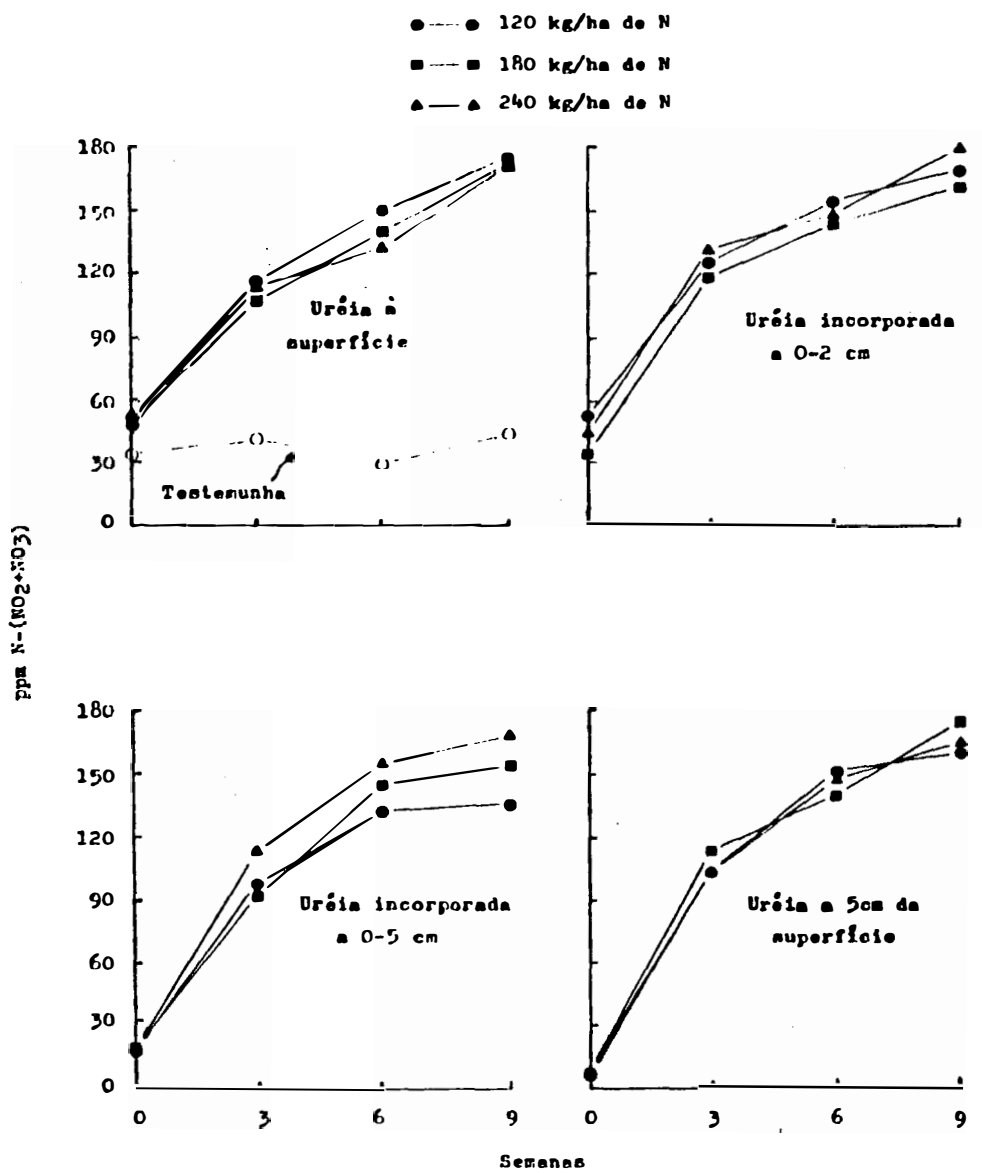 120 kg/ha de N
180 kg/ha de N
240 kg/ha de N
ppm N-(NO2+NO3)
180
150
120
90
60
30
0
Uréia à
superfície
Testemunha
Uréia incorporada
a 0-2 cm
180
150
120
90
60
30
0
Uréia incorporada
a 0-5 cm
Uréia a 5cm da
superfície
0 3 6 9
0 3 6 9
Semanas